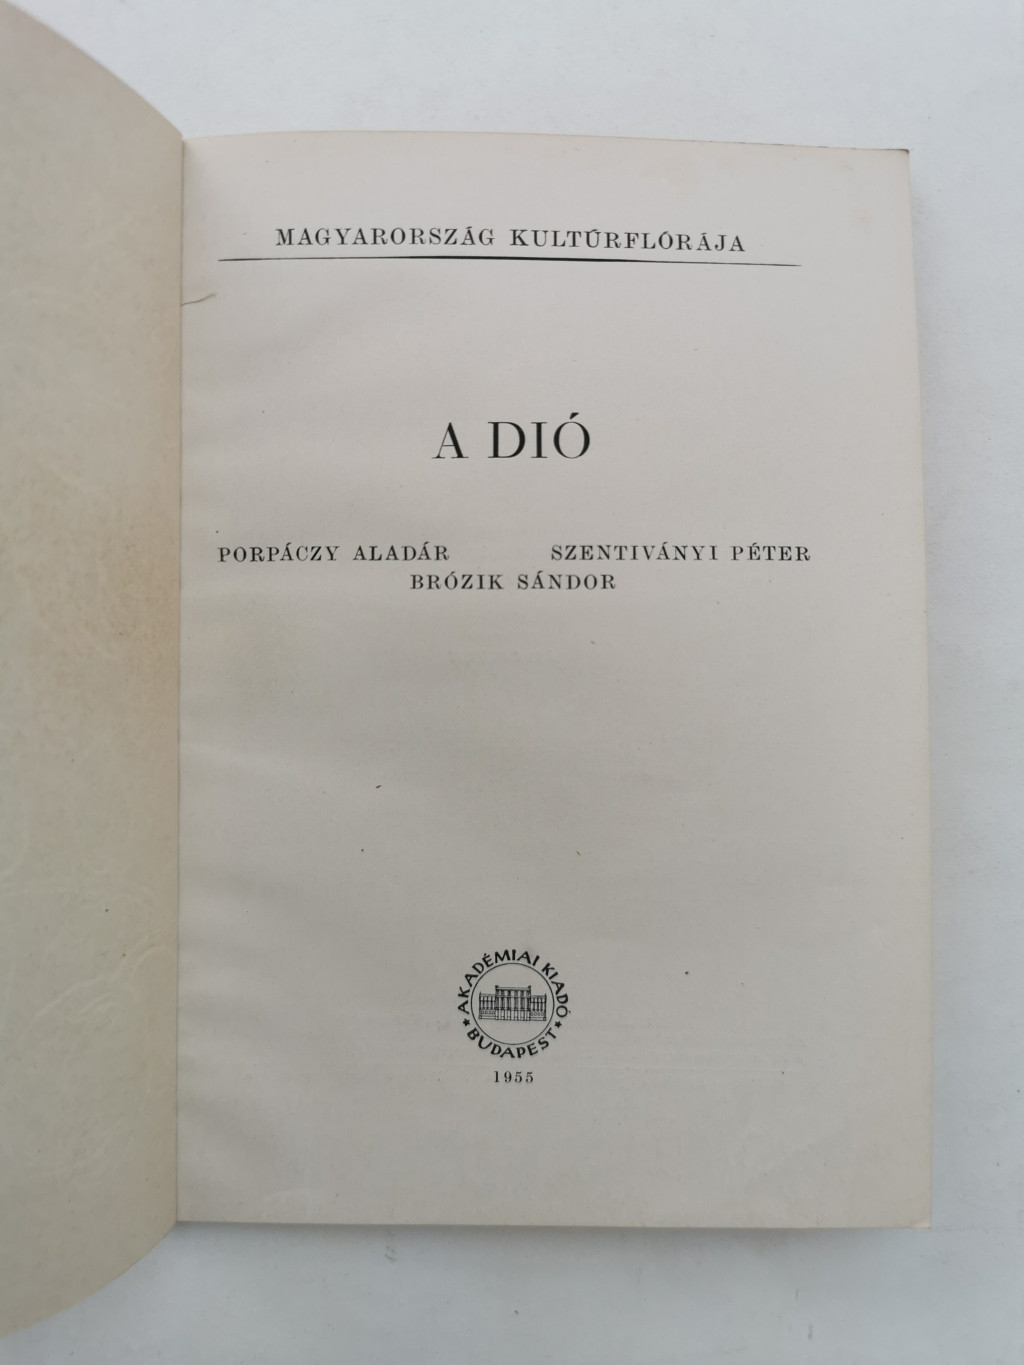 MAGYARORSZÁG KULTÚRFLÓRÁJA
A DIÓ
PORPÁCZY ALADÁR SZENTIVÁNYI PÉTER
BRÓZIK SÁNDOR
AKADÉMIAI KIADÓ
* BUDAPEST *
1955